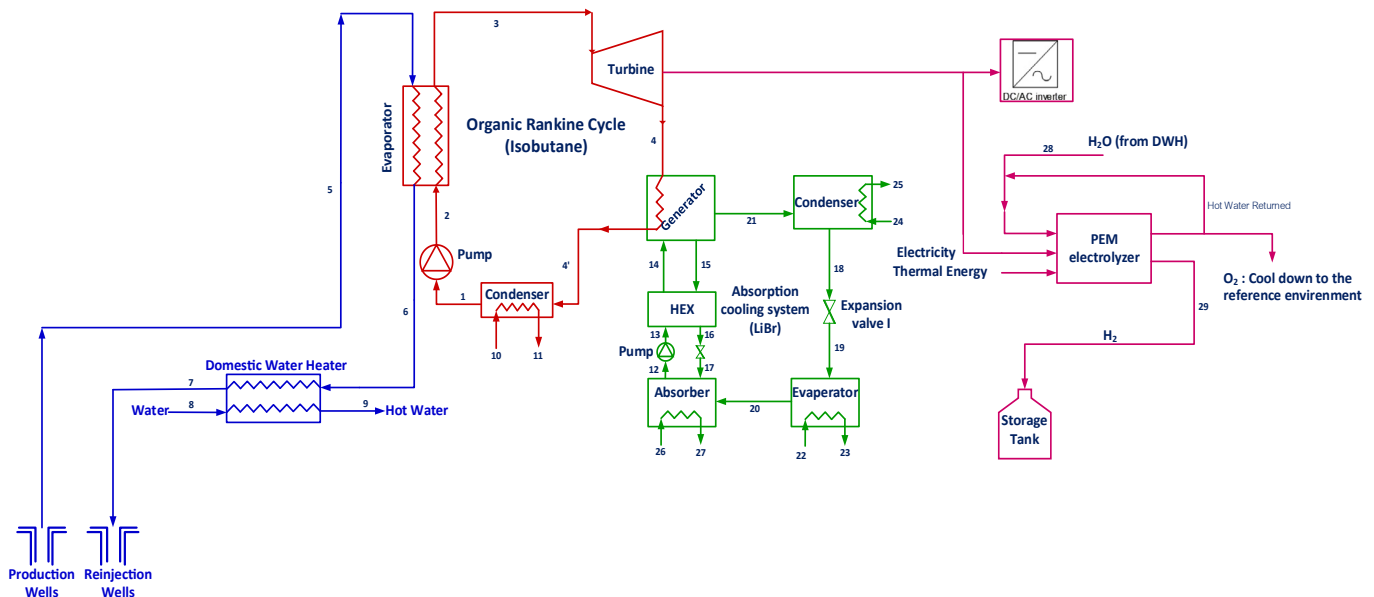 3
Turbine
DC/AC inverter
Evaporator
Organic Rankine Cycle
(Isobutane)
4
H2O (from DWH)
28
5
Generator
Condenser
25
24
21
Hot Water Returned
2
Pump
PEM
electrolyzer
Electricity
Thermal Energy
4'
14
15
18
O2 : Cool down to the
reference envirenment
1
Condenser
HEX
Absorption
cooling system
(LiBr)
Expansion
valve I
29
6
10
11
13
16
Pump
12
17
19
H2
Domestic Water Heater
7
Water
8
9
Hot Water
Absorber
20
Evaperator
26
27
22
23
Storage
Tank
Production
Wells
Reinjection
Wells